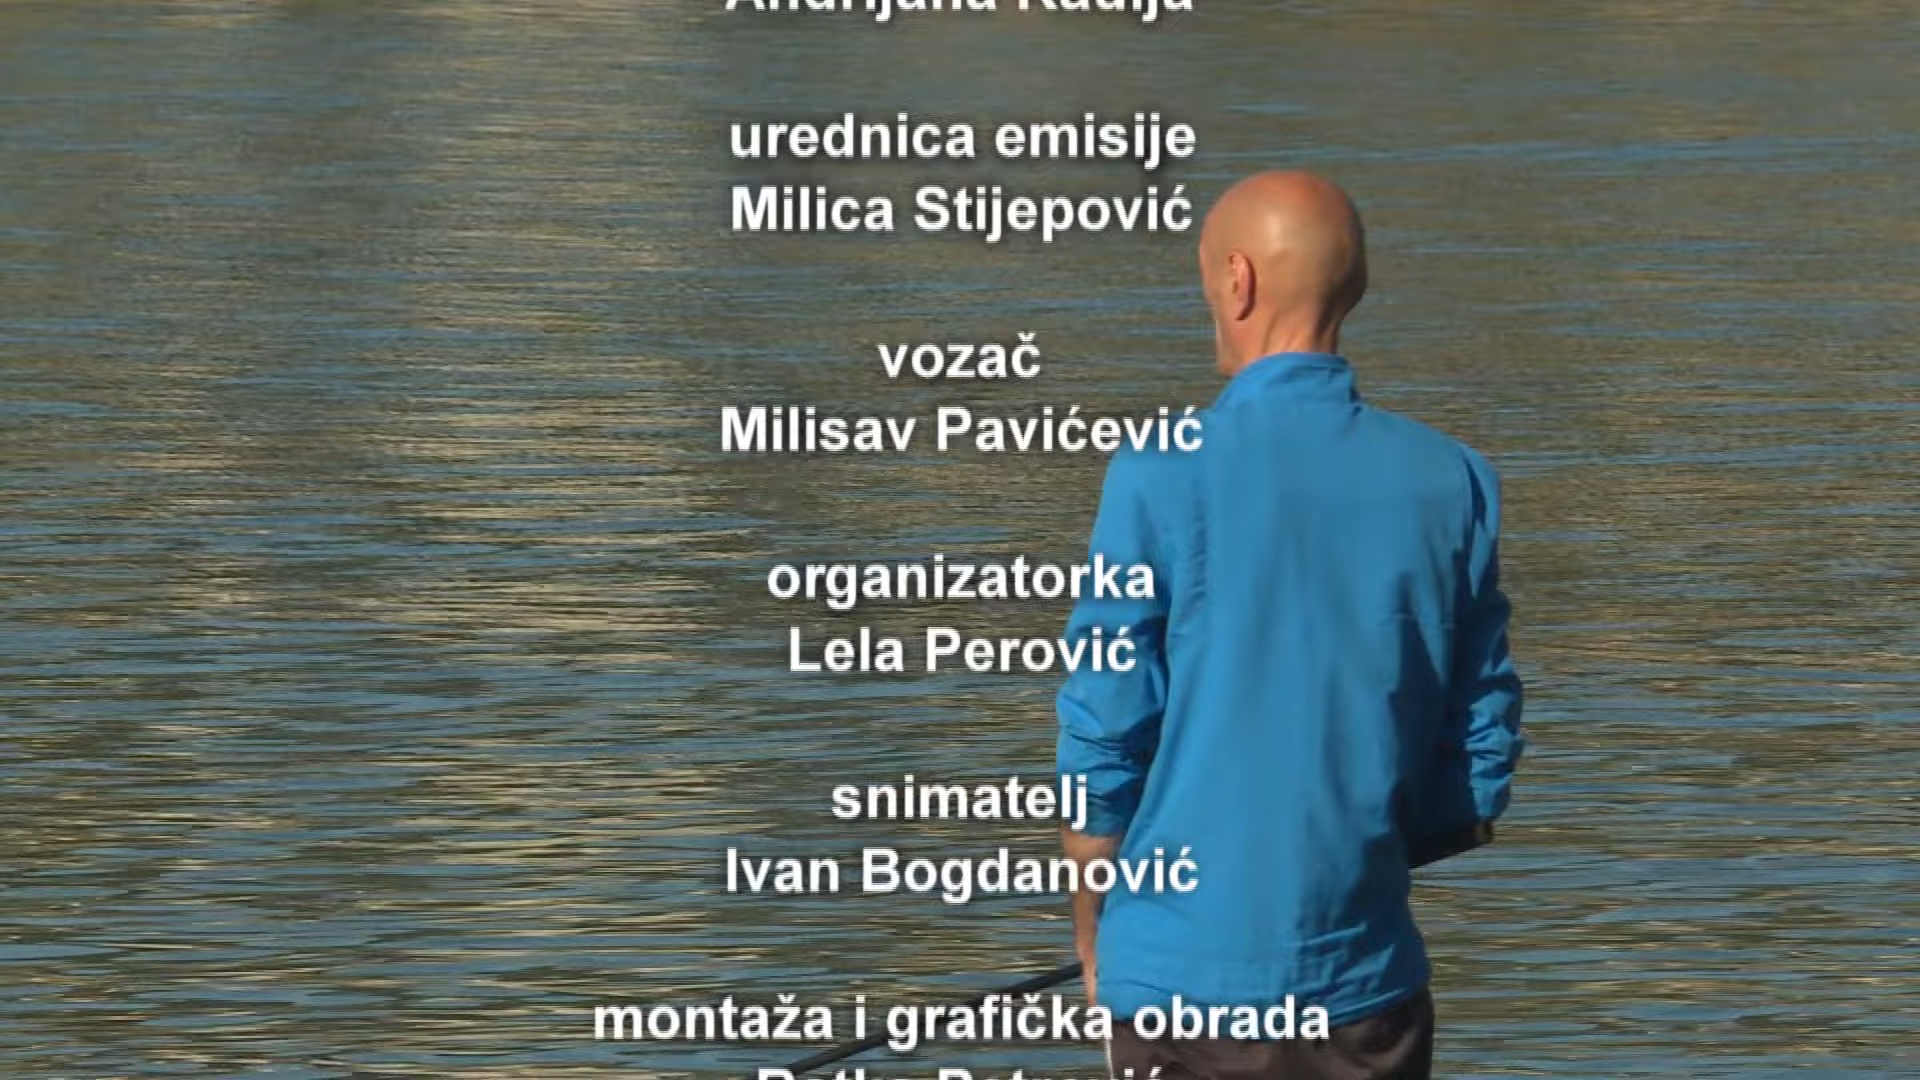 urednica emisije
Milica Stijepović
vozač
Milisav Pavićević
organizatorka
Lela Perović
snimatelj
Ivan Bogdanović
montaža i grafička obrada